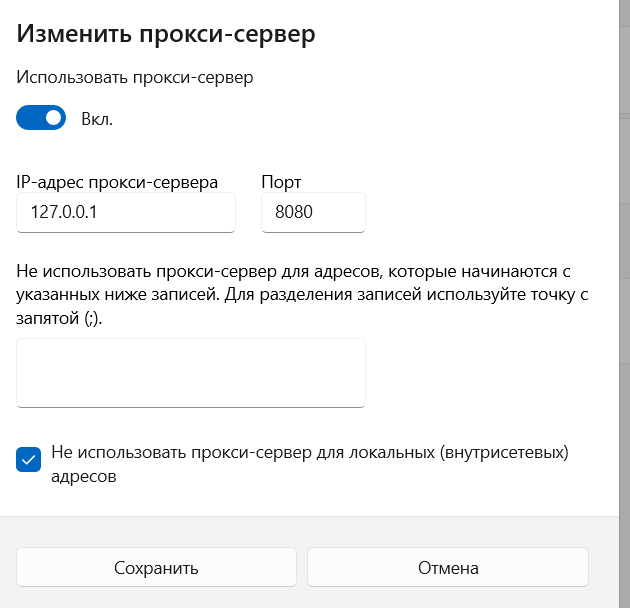 Изменить прокси-сервер
Использовать прокси-сервер
Вкл.
IP-адрес прокси-сервера Порт
127.0.0.1 8080
Не использовать прокси-сервер для адресов, которые начинаются с
указанных ниже записей. Для разделения записей используйте точку с
запятой (;).
Не использовать прокси-сервер для локальных (внутрисетевых)
адресов
Сохранить Отмена